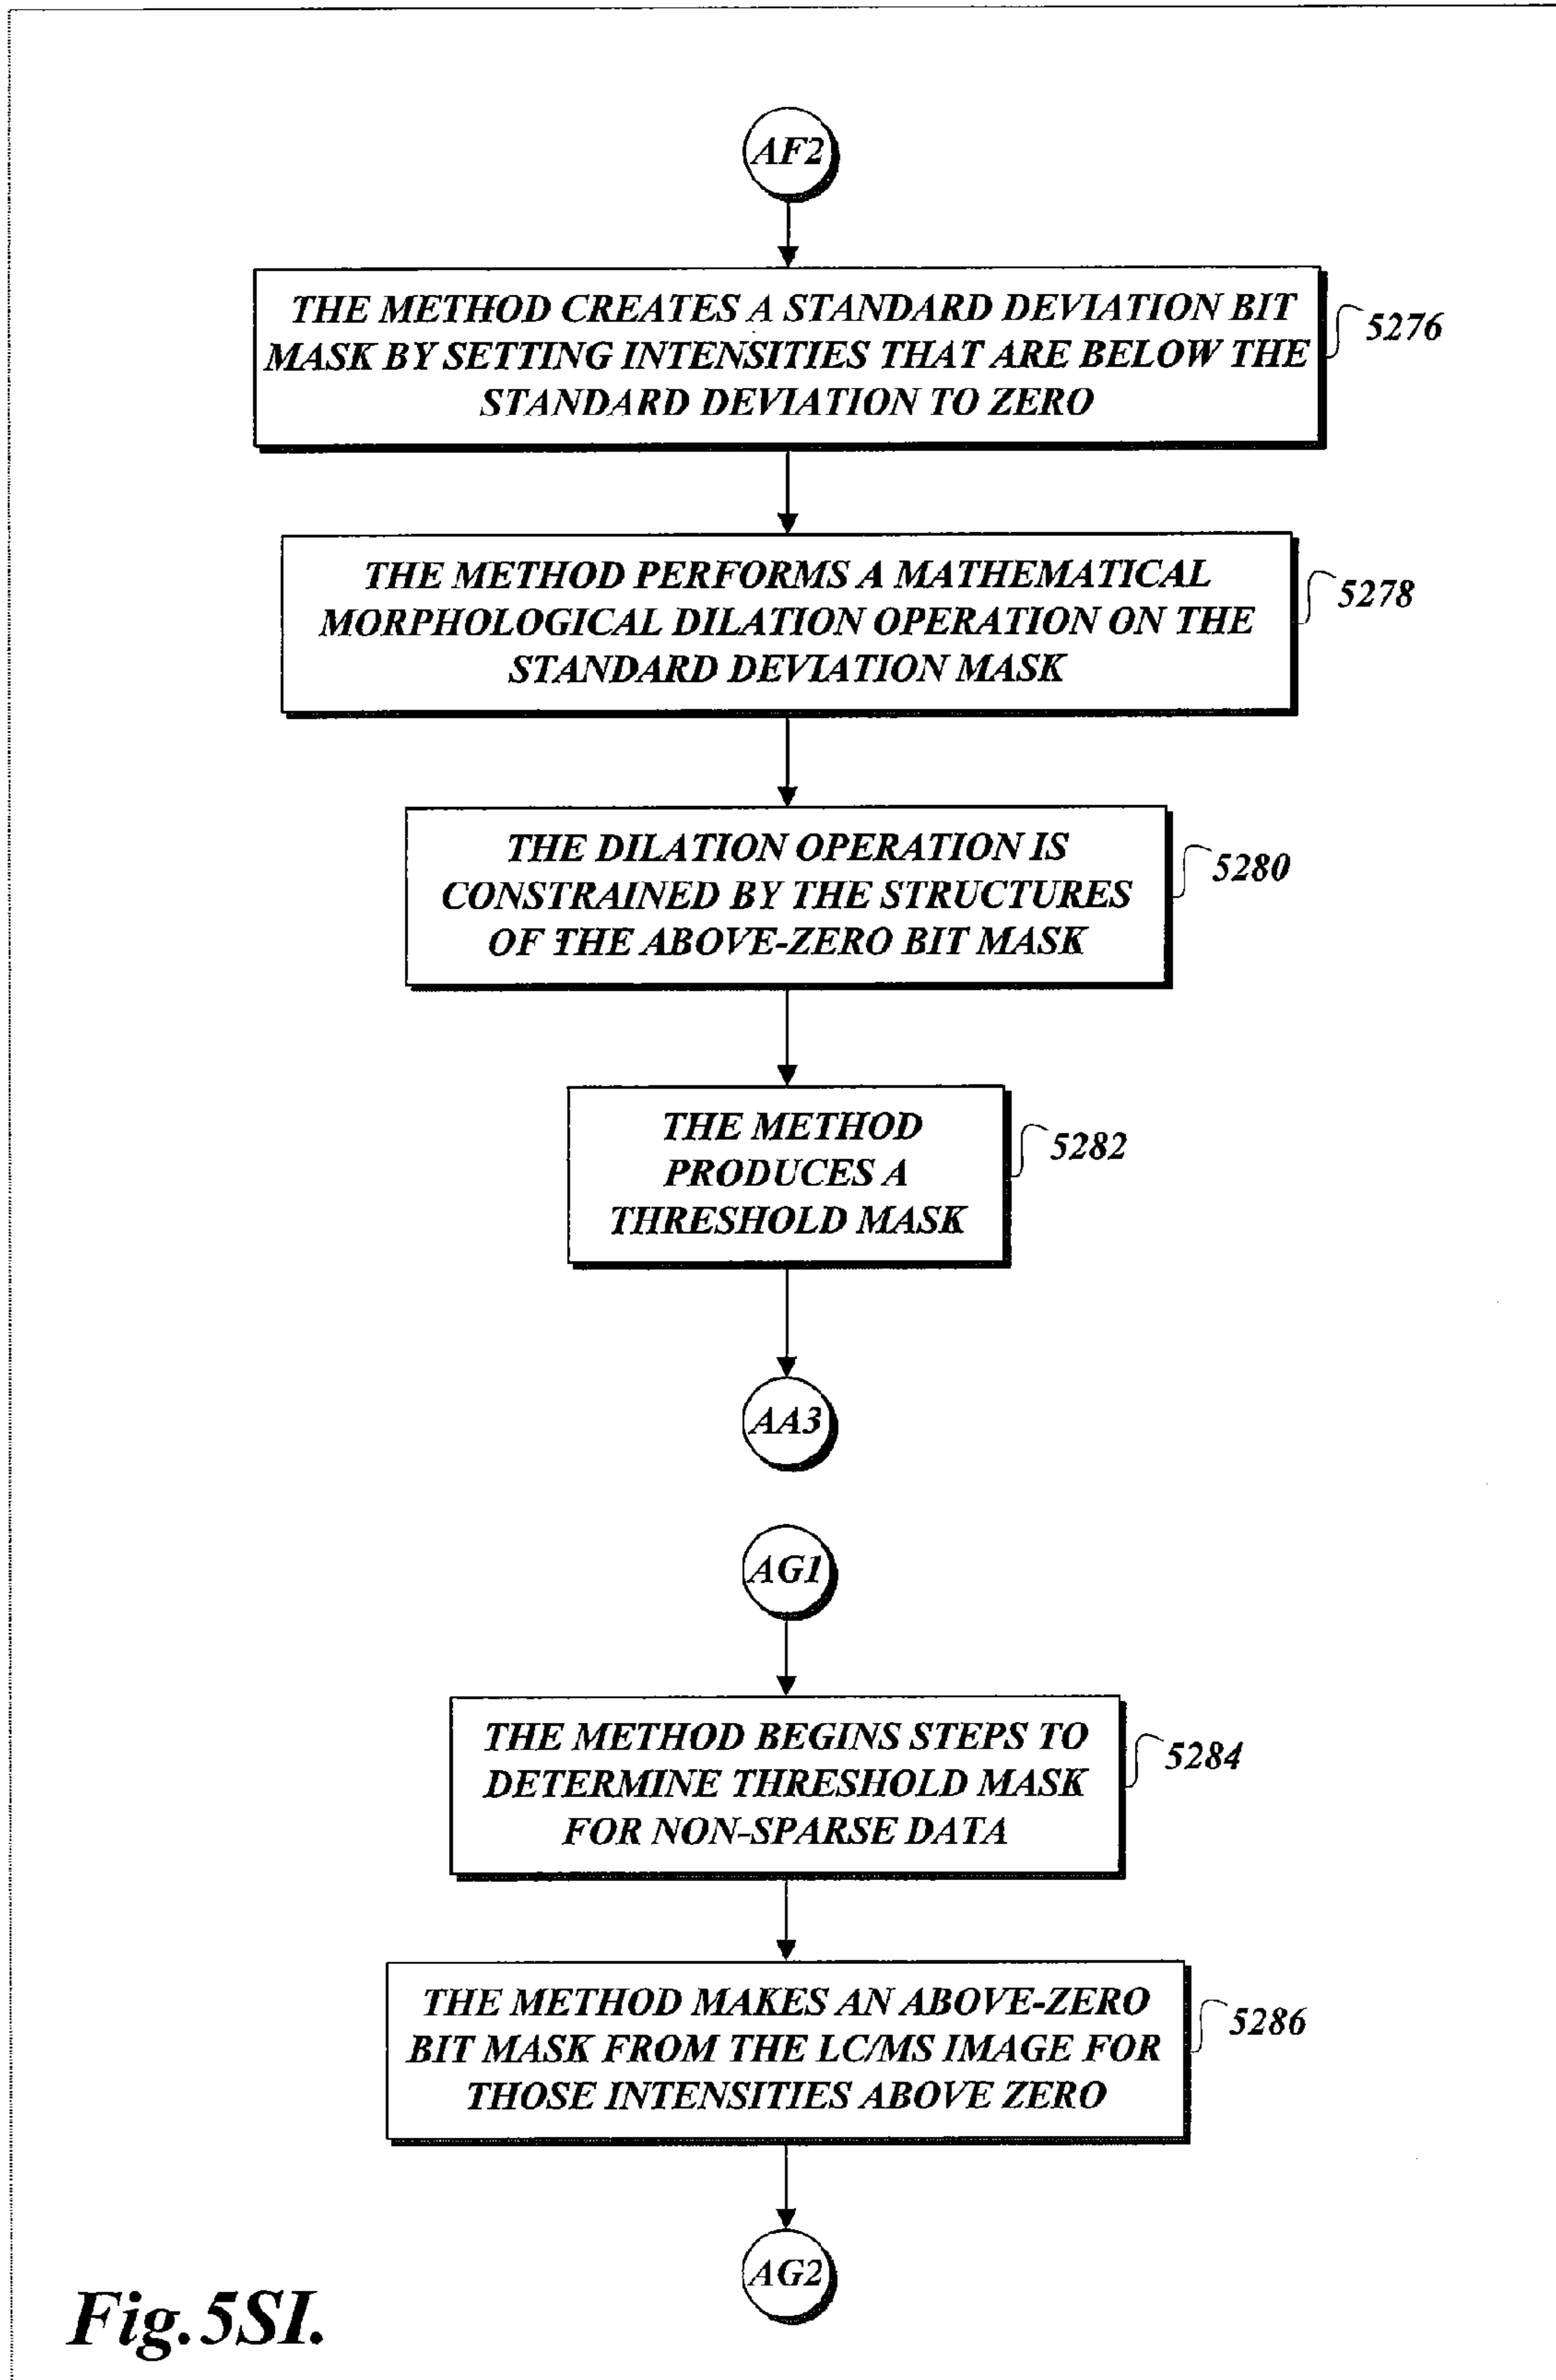 AF2
THE METHOD CREATES A STANDARD DEVIATION BIT
MASK BY SETTING INTENSITIES THAT ARE BELOW THE
STANDARD DEVIATION TO ZERO
5276
THE METHOD PERFORMS A MATHEMATICAL
MORPHOLOGICAL DILATION OPERATION ON THE
STANDARD DEVIATION MASK
5278
THE DILATION OPERATION IS
CONSTRAINED BY THE STRUCTURES
OF THE ABOVE-ZERO BIT MASK
5280
THE METHOD
PRODUCES A
THRESHOLD MASK
5282
AA3
AG1
THE METHOD BEGINS STEPS TO
DETERMINE THRESHOLD MASK
FOR NON-SPARSE DATA
5284
THE METHOD MAKES AN ABOVE-ZERO
BIT MASK FROM THE LC/MS IMAGE FOR
THOSE INTENSITIES ABOVE ZERO
5286
AG2
Fig.5SI.